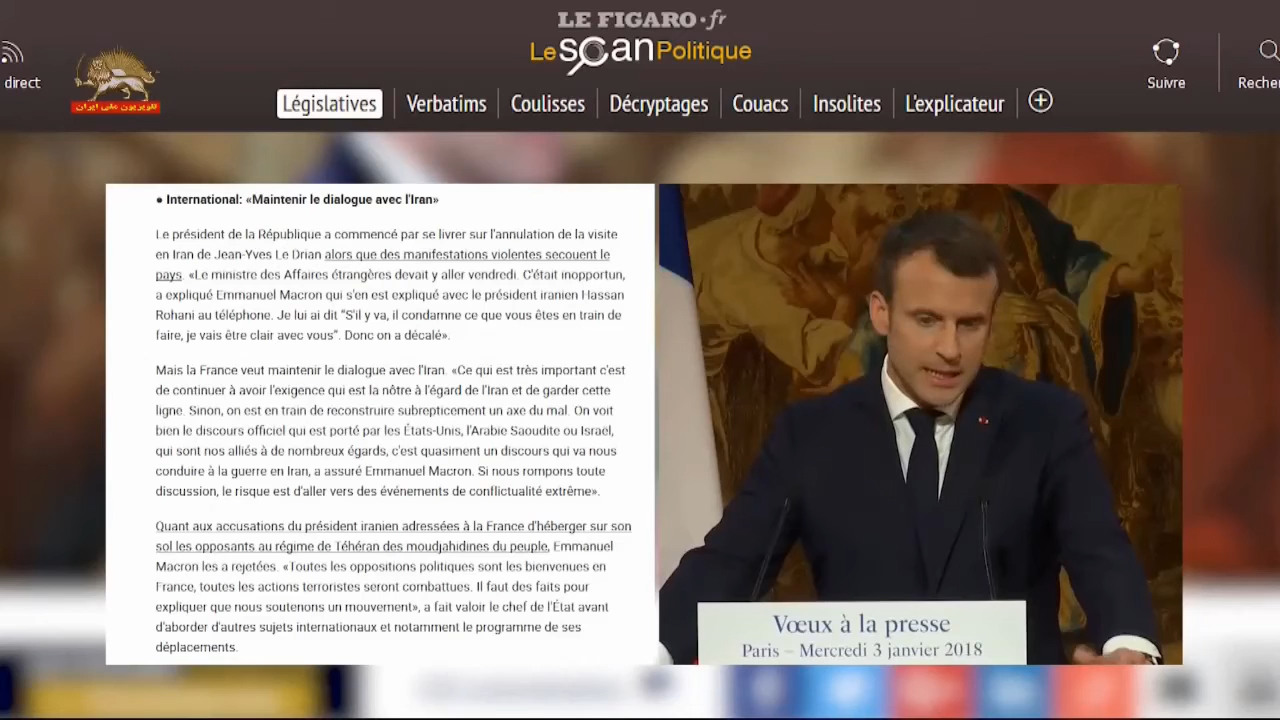 LE FIGARO·fr
Le scan Politique
direct
تلویزیون ملی ایران
Suivre
Législatives
Verbatims
Coulisses
Décryptages
Couacs
Insolites
L'explicateur
● International: «Maintenir le dialogue avec l'Iran»
Le président de la République a commencé par se livrer sur l'annulation de la visite
en Iran de Jean-Yves Le Drian alors que des manifestations violentes secouent le
pays. «Le ministre des Affaires étrangères devait y aller vendredi. C'était inopportun,
a expliqué Emmanuel Macron qui s'en est expliqué avec le président iranien Hassan
Rohani au téléphone. Je lui ai dit “S'il y va, il condamne ce que vous êtes en train de
faire, je vais être clair avec vous”. Donc on a décalé».
Mais la France veut maintenir le dialogue avec l'Iran. «Ce qui est très important c'est
de continuer à avoir l'exigence qui est la nôtre à l'égard de l'Iran et de garder cette
ligne. Sinon, on est en train de reconstruire subrepticement un axe du mal. On voit
bien le discours officiel qui est porté par les États-Unis, l'Arabie Saoudite ou Israël,
qui sont nos alliés à de nombreux égards, c'est quasiment un discours qui va nous
conduire à la guerre en Iran, a assuré Emmanuel Macron. Si nous rompons toute
discussion, le risque est d'aller vers des événements de conflictualité extrême».
Quant aux accusations du président iranien adressées à la France d'héberger sur son
sol les opposants au régime de Téhéran des moudjahidines du peuple, Emmanuel
Macron les a rejetées. «Toutes les oppositions politiques sont les bienvenues en
France, toutes les actions terroristes seront combattues. Il faut des faits pour
expliquer que nous soutenons un mouvement», a fait valoir le chef de l'État avant
d'aborder d'autres sujets internationaux et notamment le programme de ses
déplacements.
Vœux à la presse
Paris – Mercredi 3 janvier 2018